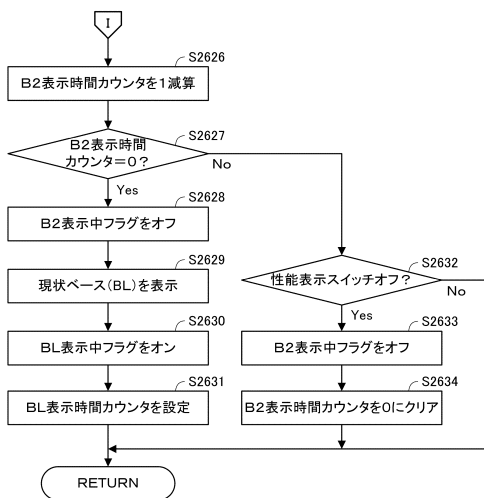 I
S2626
B2表示時間カウンタを1減算
S2627
B2表示時間
カウンタ=0?
No
Yes
S2628
B2表示中フラグをオフ
S2629
現状ベース(BL)を表示
S2630
BL表示中フラグをオン
S2631
BL表示時間カウンタを設定
S2632
性能表示スイッチオフ?
No
Yes
S2633
B2表示中フラグをオフ
S2634
B2表示時間カウンタを0にクリア
RETURN